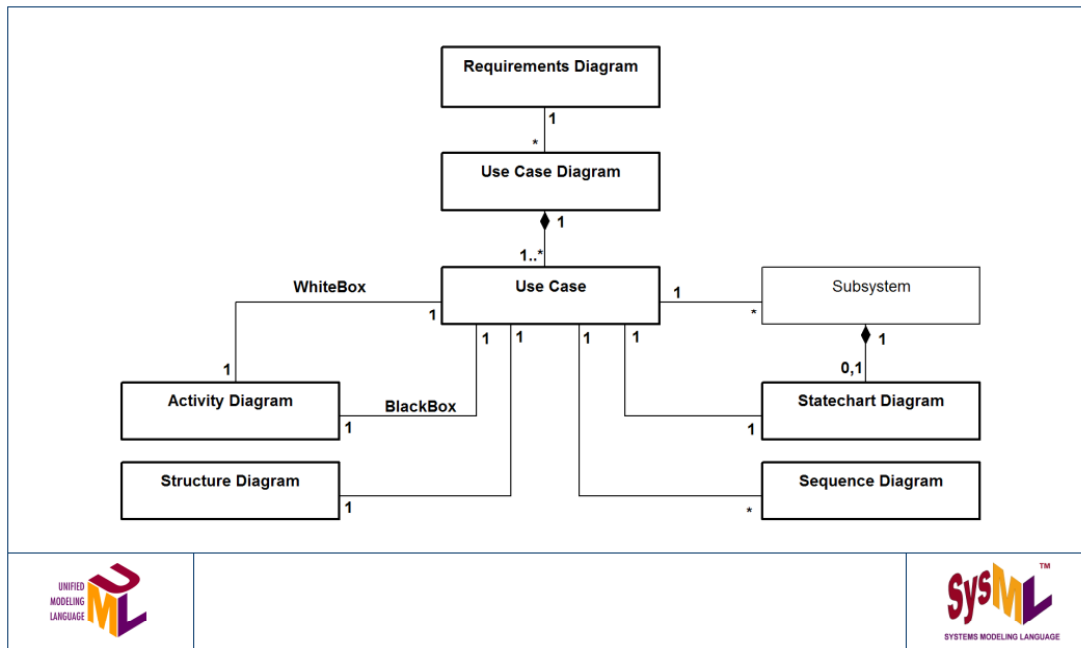 Requirements Diagram
1
*
Use Case Diagram
1
1..*
WhiteBox
Use Case
1
Subsystem
1
*
1
1
1
1
1
1
1
0,1
Activity Diagram
BlackBox
Statechart Diagram
1
1
Structure Diagram
Sequence Diagram
1
*
UNIFIED
MODELING
LANGUAGE
UML
SysML™
SYSTEMS MODELING LANGUAGE